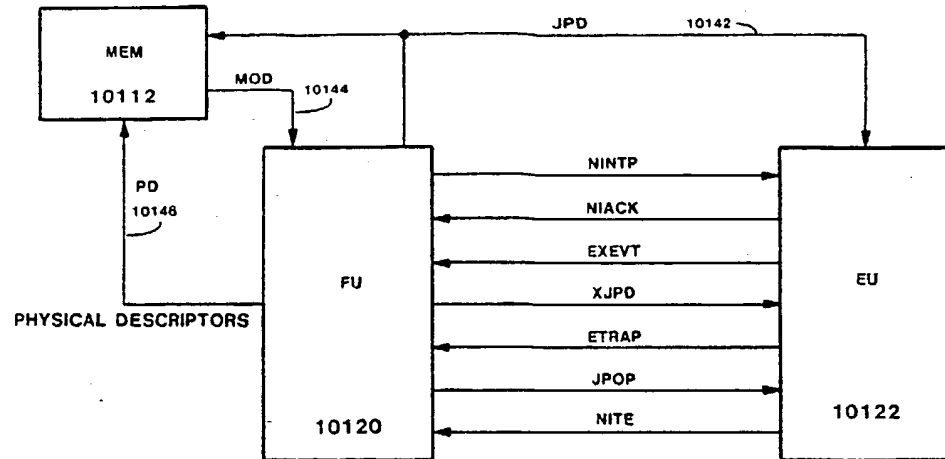 JPD
10142
MEM
10112
MOD
10144
PD
10146
PHYSICAL DESCRIPTORS
FU
10120
NINTP
NIACK
EXEVT
XJPD
ETRAP
JPOP
NITE
EU
10122